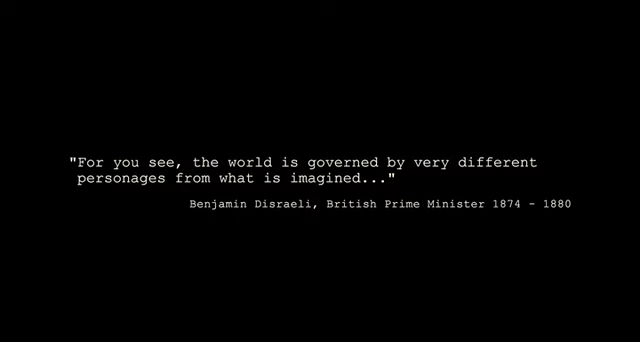 "For you see, the world is governed by very different
personages from what is imagined..."
Benjamin Disraeli, British Prime Minister 1874 - 1880